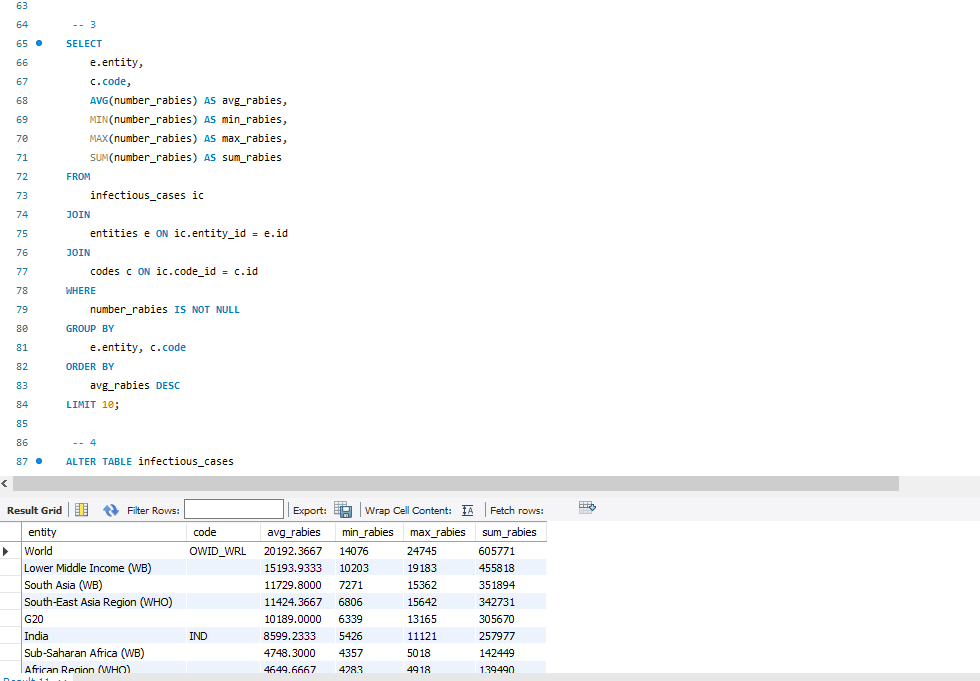 63
64 -- 3
65 SELECT
66 e.entity,
67 c.code,
68 AVG(number_rabies) AS avg_rabies,
69 MIN(number_rabies) AS min_rabies,
70 MAX(number_rabies) AS max_rabies,
71 SUM(number_rabies) AS sum_rabies
72 FROM
73 infectious_cases ic
74 JOIN
75 entities e ON ic.entity_id = e.id
76 JOIN
77 codes c ON ic.code_id = c.id
78 WHERE
79 number_rabies IS NOT NULL
80 GROUP BY
81 e.entity, c.code
82 ORDER BY
83 avg_rabies DESC
84 LIMIT 10;
85
86 -- 4
87 ALTER TABLE infectious_cases
Result Grid Filter Rows: Export: Wrap Cell Content: Fetch rows:
entity code avg_rabies min_rabies max_rabies sum_rabies
World OWID_WRL 20192.3667 14076 24745 605771
Lower Middle Income (WB) 15193.9333 10203 19183 455818
South Asia (WB) 11729.8000 7271 15362 351894
South-East Asia Region (WHO) 11424.3667 6806 15642 342731
G20 10189.0000 6339 13165 305670
India IND 8599.2333 5426 11121 257977
Sub-Saharan Africa (WB) 4748.3000 4357 5018 142449
African Region (WHO) 4649.6667 4283 4918 139490